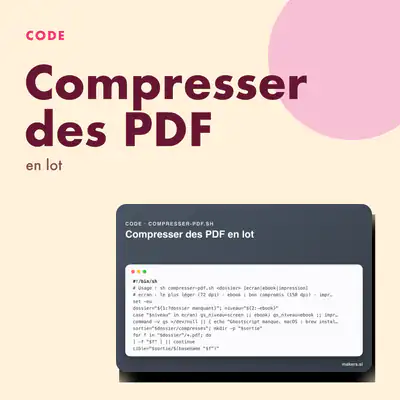 CODE
Compresser
des PDF
en lot
CODE · COMPRESSER-PDF.SH
Compresser des PDF en lot
#!/bin/sh
# Usage : sh compresser-pdf.sh <dossier> [ecran|ebook|impression]
# ecran = le plus léger (72 dpi) · ebook : bon compromis (150 dpi) · impr…
set -eu
dossier="${1:?dossier manquant}"; niveau="${2:-ebook}"
case "$niveau" in ecran) gs_niveau=screen ;; ebook) gs_niveau=ebook ;; impr…
command -v gs >/dev/null || { echo "Ghostscript manque. macOS : brew instal…
sortie="$dossier/compresses"; mkdir -p "$sortie"
for f in "$dossier"/*.pdf; do
[ -f "$f" ] || continue
cible="$sortie/$(basename "$f")"
makera.ai